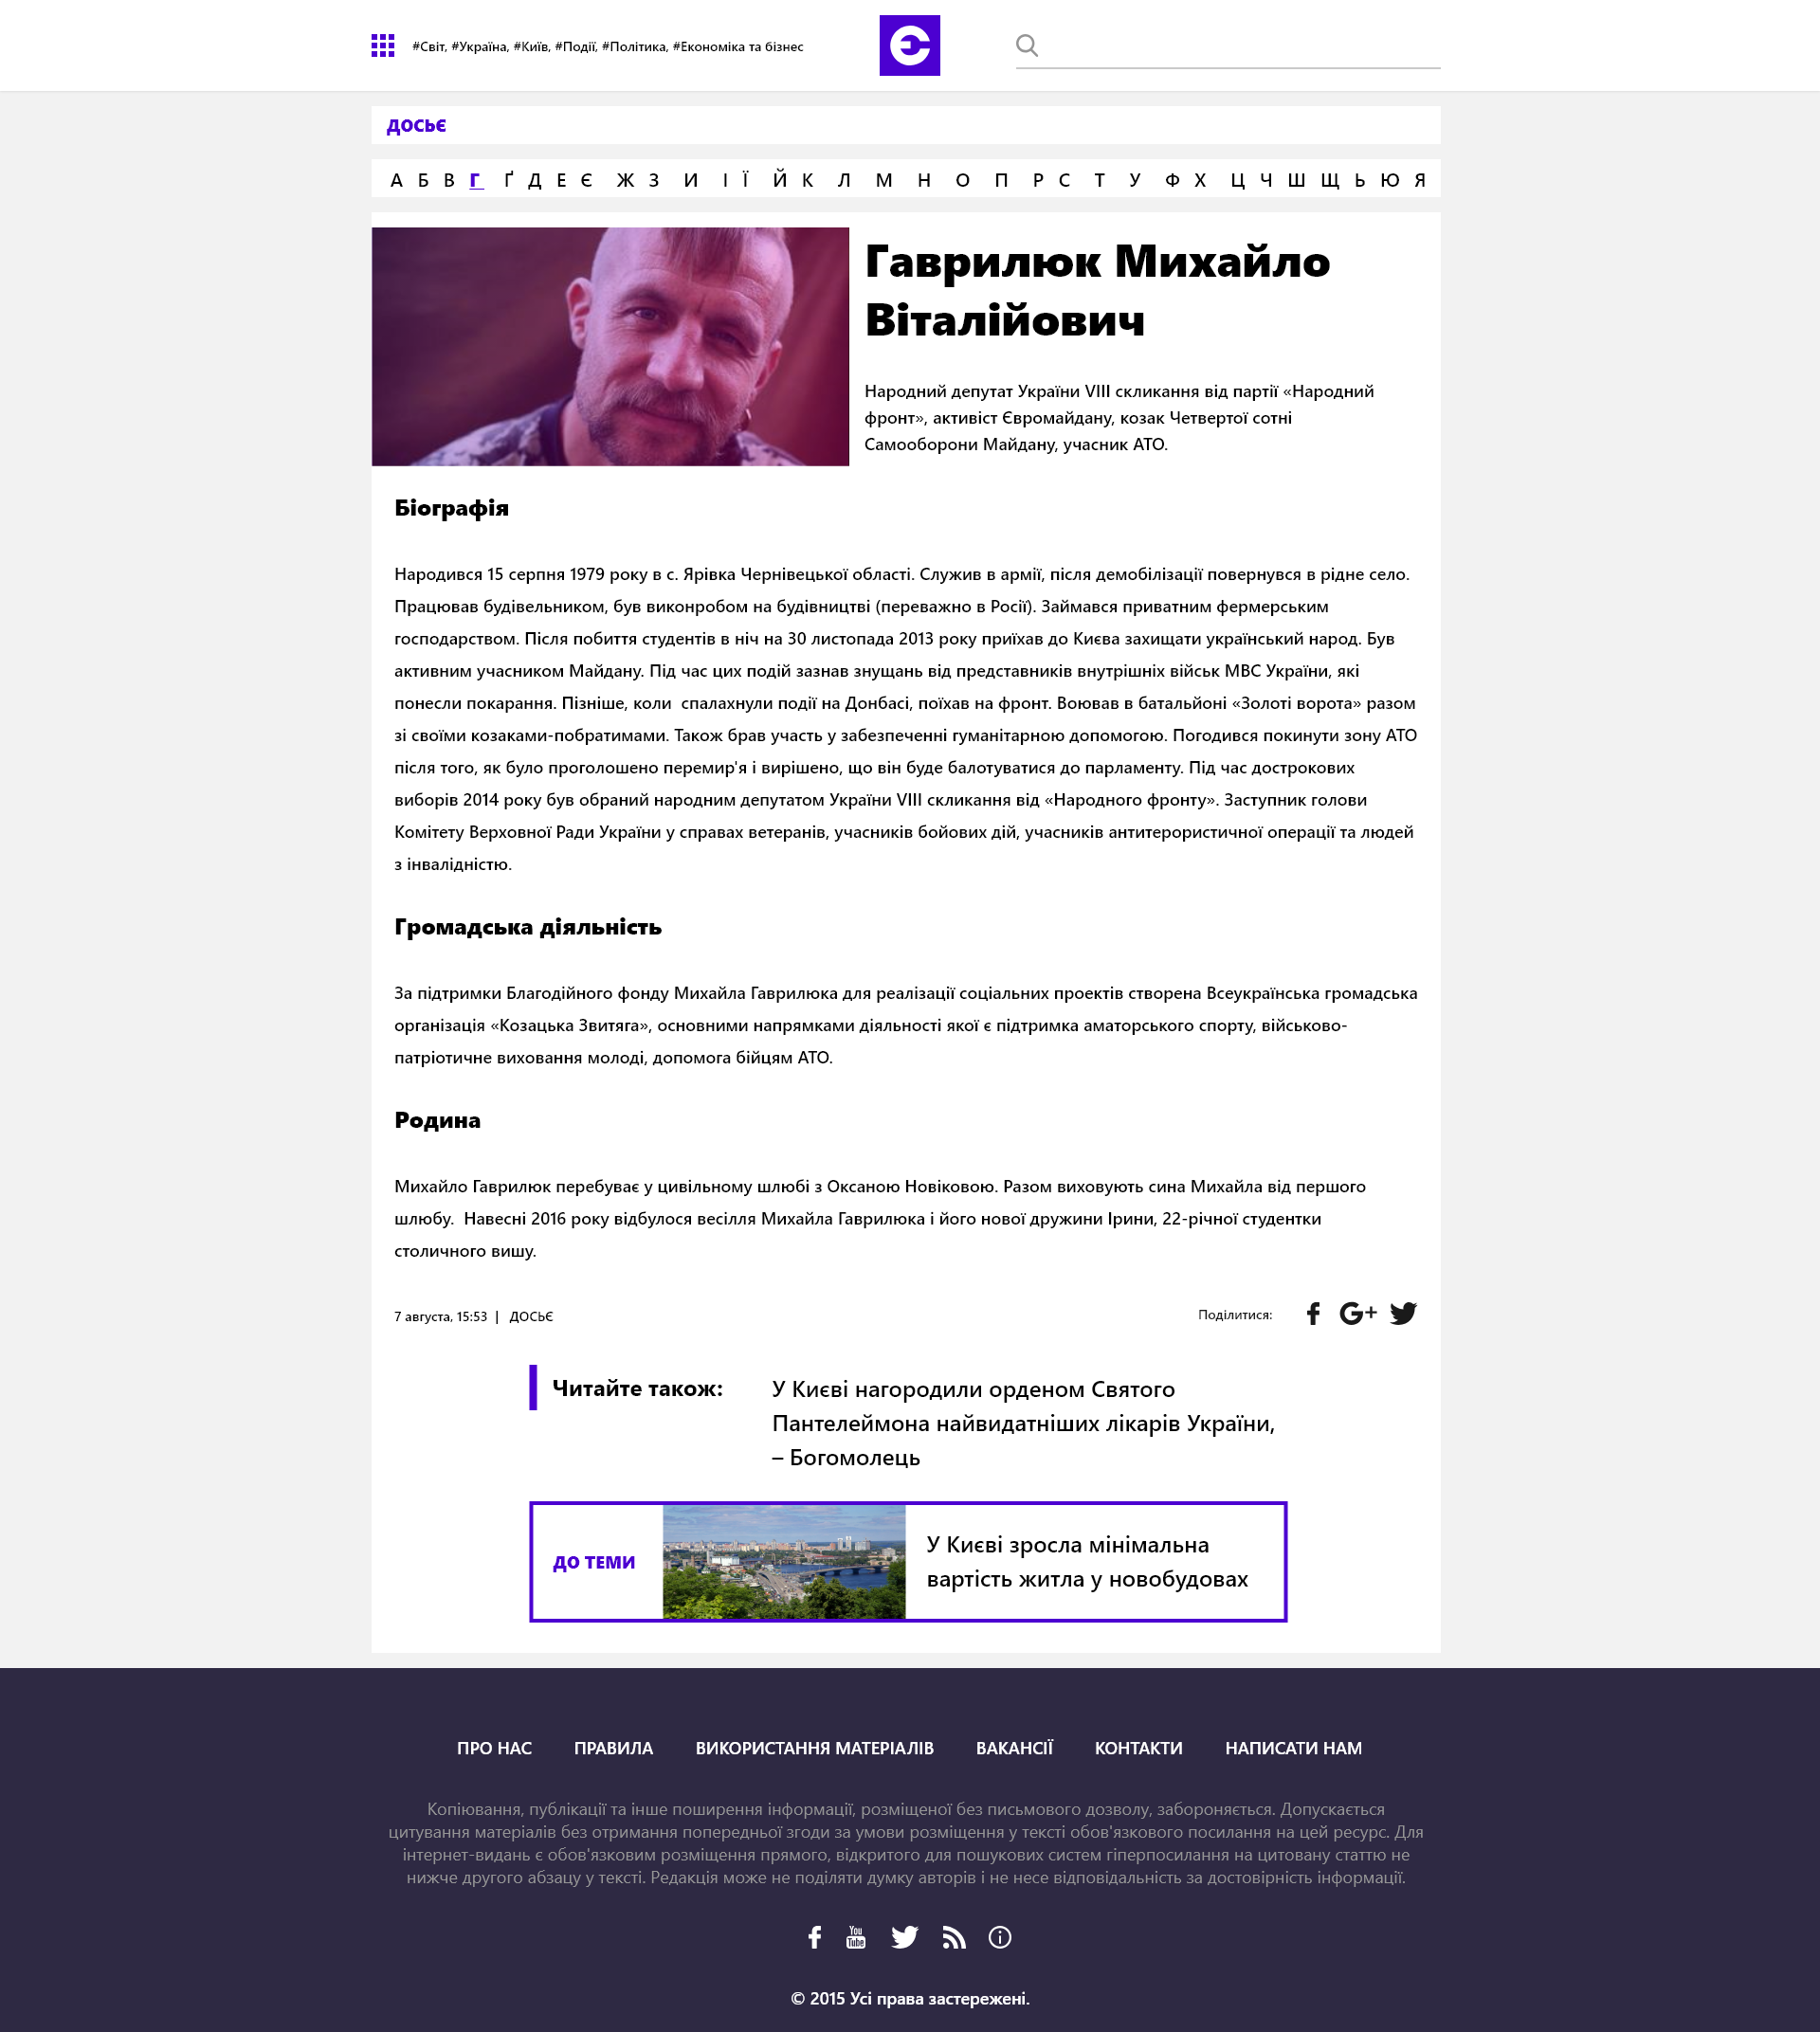 #Світ, #Україна, #Київ, #Події, #Політика, #Економіка та бізнес
Є
ДОСЬЄ
А Б В Г Ґ Д Е Є Ж З И І Ї Й К Л М Н О П Р С Т У Ф Х Ц Ч Ш Щ Ь Ю Я
Гаврилюк Михайло
Віталійович
Народний депутат України VIII скликання від партії «Народний
фронт», активіст Євромайдану, козак Четвертої сотні
Самооборони Майдану, учасник АТО.
Біографія
Народився 15 серпня 1979 року в с. Ярівка Чернівецької області. Служив в армії, після демобілізації повернувся в рідне село.
Працював будівельником, був виконробом на будівництві (переважно в Росії). Займався приватним фермерським
господарством. Після побиття студентів в ніч на 30 листопада 2013 року приїхав до Києва захищати український народ. Був
активним учасником Майдану. Під час цих подій зазнав знущань від представників внутрішніх військ МВС України, які
понесли покарання. Пізніше, коли  спалахнули події на Донбасі, поїхав на фронт. Воював в батальйоні «Золоті ворота» разом
зі своїми козаками-побратимами. Також брав участь у забезпеченні гуманітарною допомогою. Погодився покинути зону АТО
після того, як було проголошено перемир'я і вирішено, що він буде балотуватися до парламенту. Під час дострокових
виборів 2014 року був обраний народним депутатом України VIII скликання від «Народного фронту». Заступник голови
Комітету Верховної Ради України у справах ветеранів, учасників бойових дій, учасників антитерористичної операції та людей
з інвалідністю.
Громадська діяльність
За підтримки Благодійного фонду Михайла Гаврилюка для реалізації соціальних проектів створена Всеукраїнська громадська
організація «Козацька Звитяга», основними напрямками діяльності якої є підтримка аматорського спорту, військово-
патріотичне виховання молоді, допомога бійцям АТО.
Родина
Михайло Гаврилюк перебуває у цивільному шлюбі з Оксаною Новіковою. Разом виховують сина Михайла від першого
шлюбу.  Навесні 2016 року відбулося весілля Михайла Гаврилюка і його нової дружини Ірини, 22-річної студентки
столичного вишу.
7 августа, 15:53 | ДОСЬЄ
Поділитися: f G+
Читайте також:
У Києві нагородили орденом Святого
Пантелеймона найвидатніших лікарів України,
– Богомолець
ДО ТЕМИ
У Києві зросла мінімальна
вартість житла у новобудовах
ПРО НАС ПРАВИЛА ВИКОРИСТАННЯ МАТЕРІАЛІВ ВАКАНСІЇ КОНТАКТИ НАПИСАТИ НАМ
Копіювання, публікації та інше поширення інформації, розміщеної без письмового дозволу, забороняється. Допускається
цитування матеріалів без отримання попередньої згоди за умови розміщення у тексті обов'язкового посилання на цей ресурс. Для
інтернет-видань є обов'язковим розміщення прямого, відкритого для пошукових систем гіперпосилання на цитовану статтю не
нижче другого абзацу у тексті. Редакція може не поділяти думку авторів і не несе відповідальність за достовірність інформації.
f You Tube
© 2015 Усі права застережені.